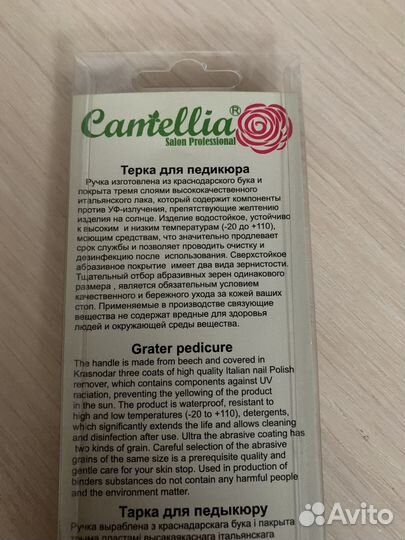 Camellia®
Salon Professional
Терка для педикюра
Ручка изготовлена из краснодарского бука и
покрыта тремя слоями высококачественного
итальянского лака, который содержит компоненты
против УФ-излучения, препятствующие желтению
изделия на солнце. Изделие водостойкое, устойчиво
к высоким и низким температурам (-20 до +110),
моющим средствам, что значительно продлевает
срок службы и позволяет проводить очистку и
дезинфекцию после использования. Сверхстойкое
абразивное покрытие имеет два вида зернистости.
Тщательный отбор абразивных зерен одинакового
размера , является обязательным условием
качественного и бережного ухода за кожей ваших
стоп. Применяемые в производстве связующие
вещества не содержат вредные для здоровья
людей и окружающей среды вещества.
Grater pedicure
The handle is made from beech and covered in
Krasnodar three coats of high quality Italian nail Polish
remover, which contains components against UV
radiation, preventing the yellowing of the product
in the sun. The product is waterproof, resistant to
high and low temperatures (-20 to +110), detergents,
which significantly extends the life and allows cleaning
and disinfection after use. Ultra the abrasive coating has
two kinds of grain. Careful selection of the abrasive
grains of the same size is a prerequisite quality and
gentle care for your skin stop. Used in production of
binders substances do not contain any harmful people
and the environment matter.
Тарка для педыкюру
Ручка выраблена з краснадарскага бука і пакрыта
трыма пластамі высакаякаснага італьянскага
Avito